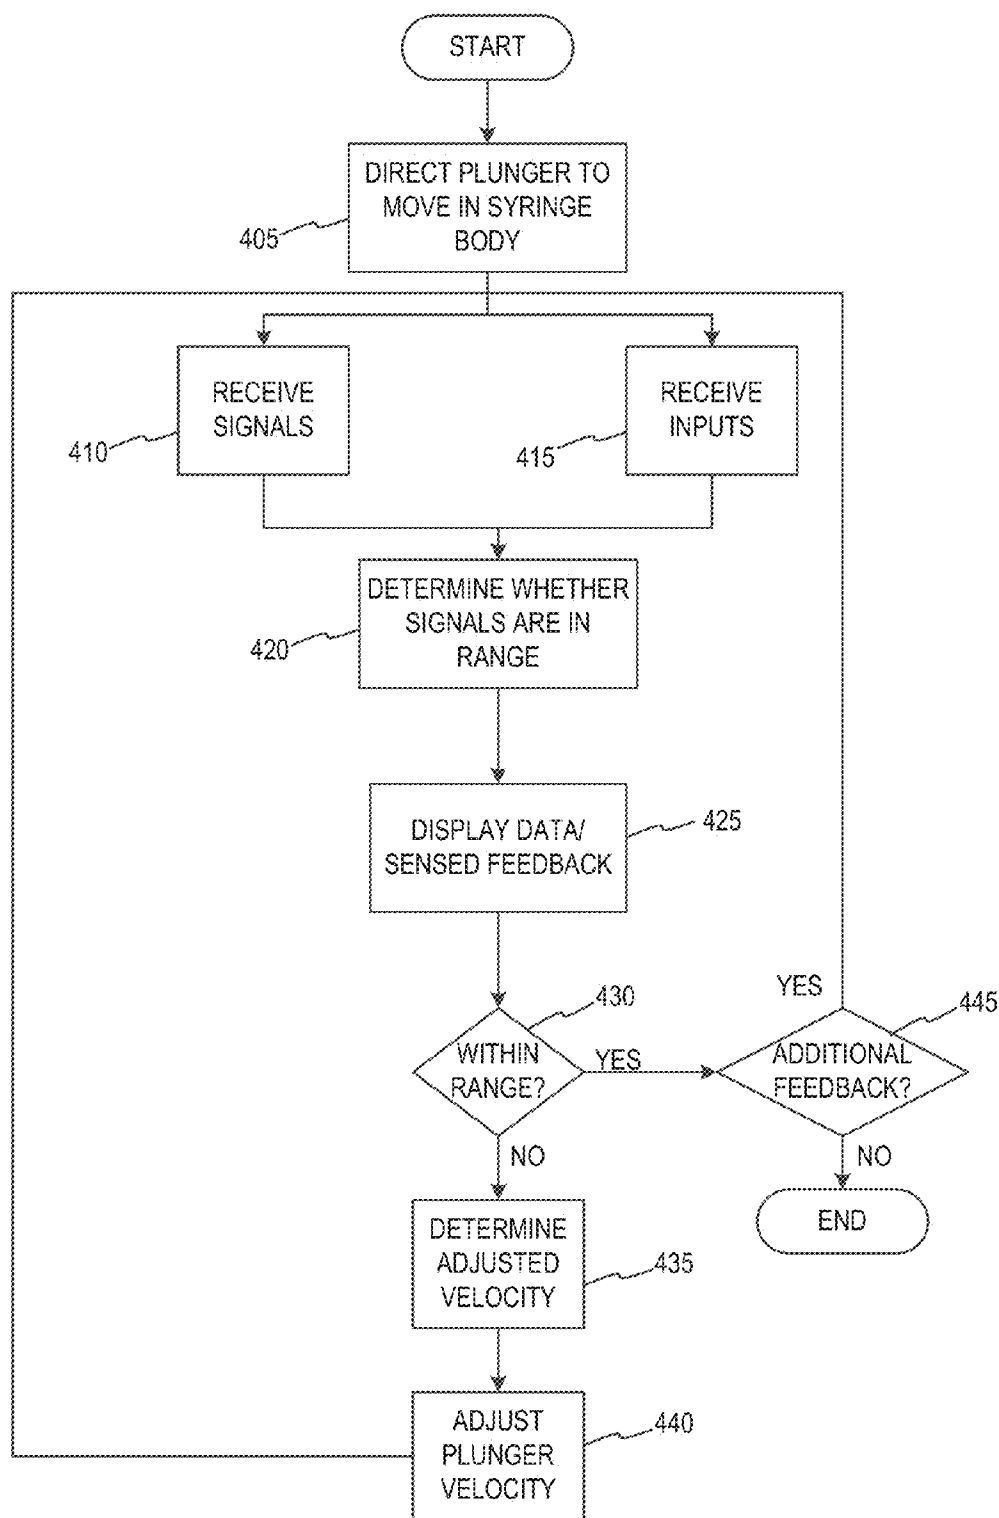 START
DIRECT PLUNGER TO
MOVE IN SYRINGE
BODY
405
RECEIVE
SIGNALS
410
RECEIVE
INPUTS
415
DETERMINE WHETHER
SIGNALS ARE IN
RANGE
420
DISPLAY DATA/
SENSED FEEDBACK
425
WITHIN
RANGE?
430
YES
NO
ADDITIONAL
FEEDBACK?
445
YES
NO
END
DETERMINE
ADJUSTED
VELOCITY
435
ADJUST
PLUNGER
VELOCITY
440